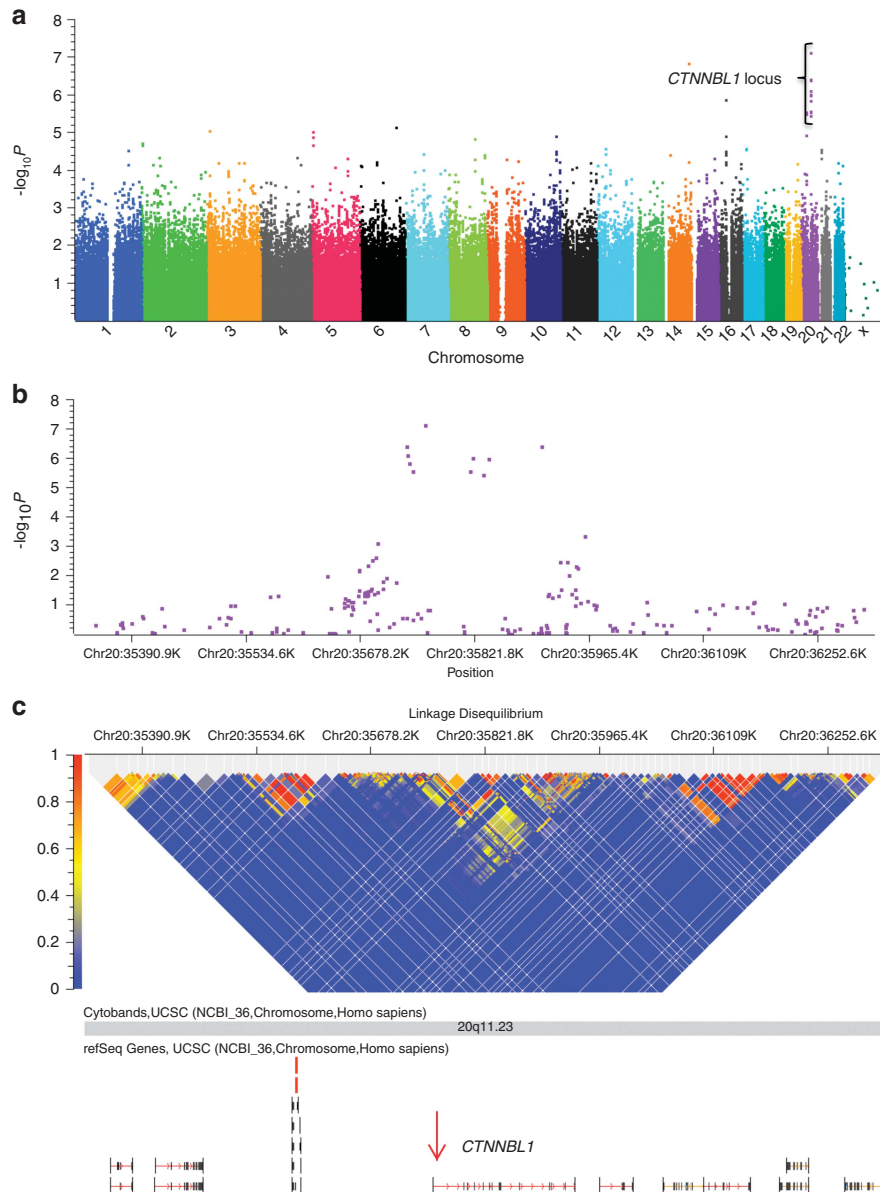 a
8
7
6
5
4
3
2
1
-log10P
CTNNBL1 locus
1 2 3 4 5 6 7 8 9 10 11 12 13 14 15 16 17 18 19 20 21 22 X
Chromosome
b
8
7
6
5
4
3
2
1
-log10P
Chr20:35390.9K Chr20:35534.6K Chr20:35678.2K Chr20:35821.8K Chr20:35965.4K Chr20:36109K Chr20:36252.6K
Position
c
Linkage Disequilibrium
Chr20:35390.9K Chr20:35534.6K Chr20:35678.2K Chr20:35821.8K Chr20:35965.4K Chr20:36109K Chr20:36252.6K
1
0.8
0.6
0.4
0.2
0
Cytobands,UCSC (NCBI_36,Chromosome,Homo sapiens)
20q11.23
refSeq Genes, UCSC (NCBI_36,Chromosome,Homo sapiens)
CTNNBL1